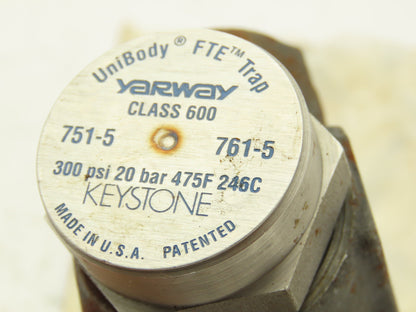 UniBody® FTE™ Trap
YARWAY
CLASS 600
751-5 761-5
300 psi 20 bar 475F 246C
KEYSTONE
MADE IN U.S.A. PATENTED